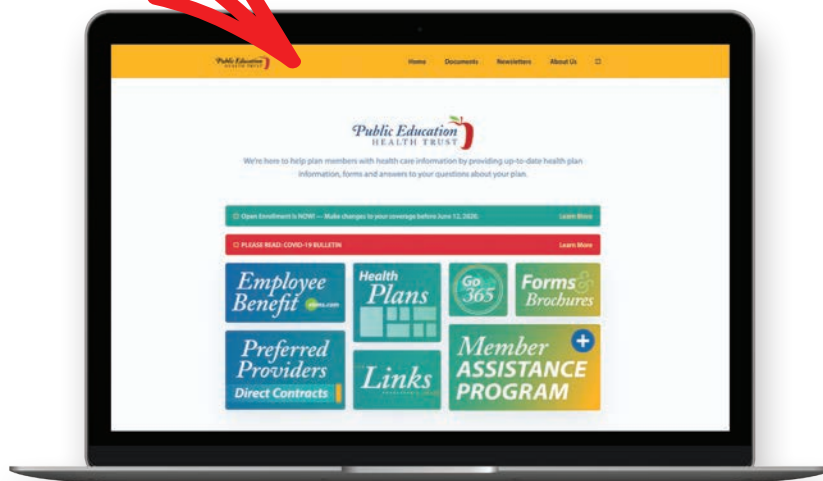 Public Education
HEALTH TRUST
Home Documents Newsletters About Us
Public Education
HEALTH TRUST
We're here to help plan members with health care information by providing up-to-date health plan
information, forms and answers to your questions about your plan.
Open Enrollment is NOW! — Make changes to your coverage before June 12, 2020. Learn More
PLEASE READ: COVID-19 BULLETIN Learn More
Employee
Benefit
Health
Plans
Go
365
Forms
Brochures
Preferred
Providers
Direct Contracts
Links
Member
ASSISTANCE
PROGRAM